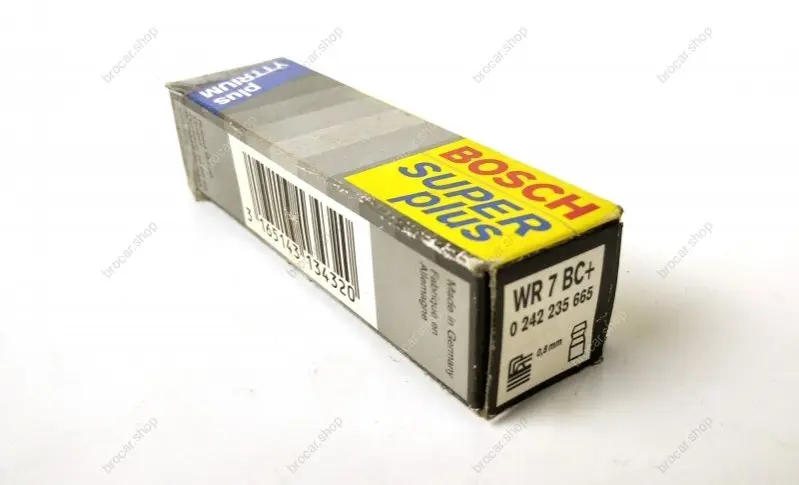 plus
YTTRIUM
BOSCH
SUPER
plus
3 165143 134320
Made in Germany
Fabriqué en
Allemagne
WR 7 BC+
0 242 235 665
0,8 mm
brocar.shop